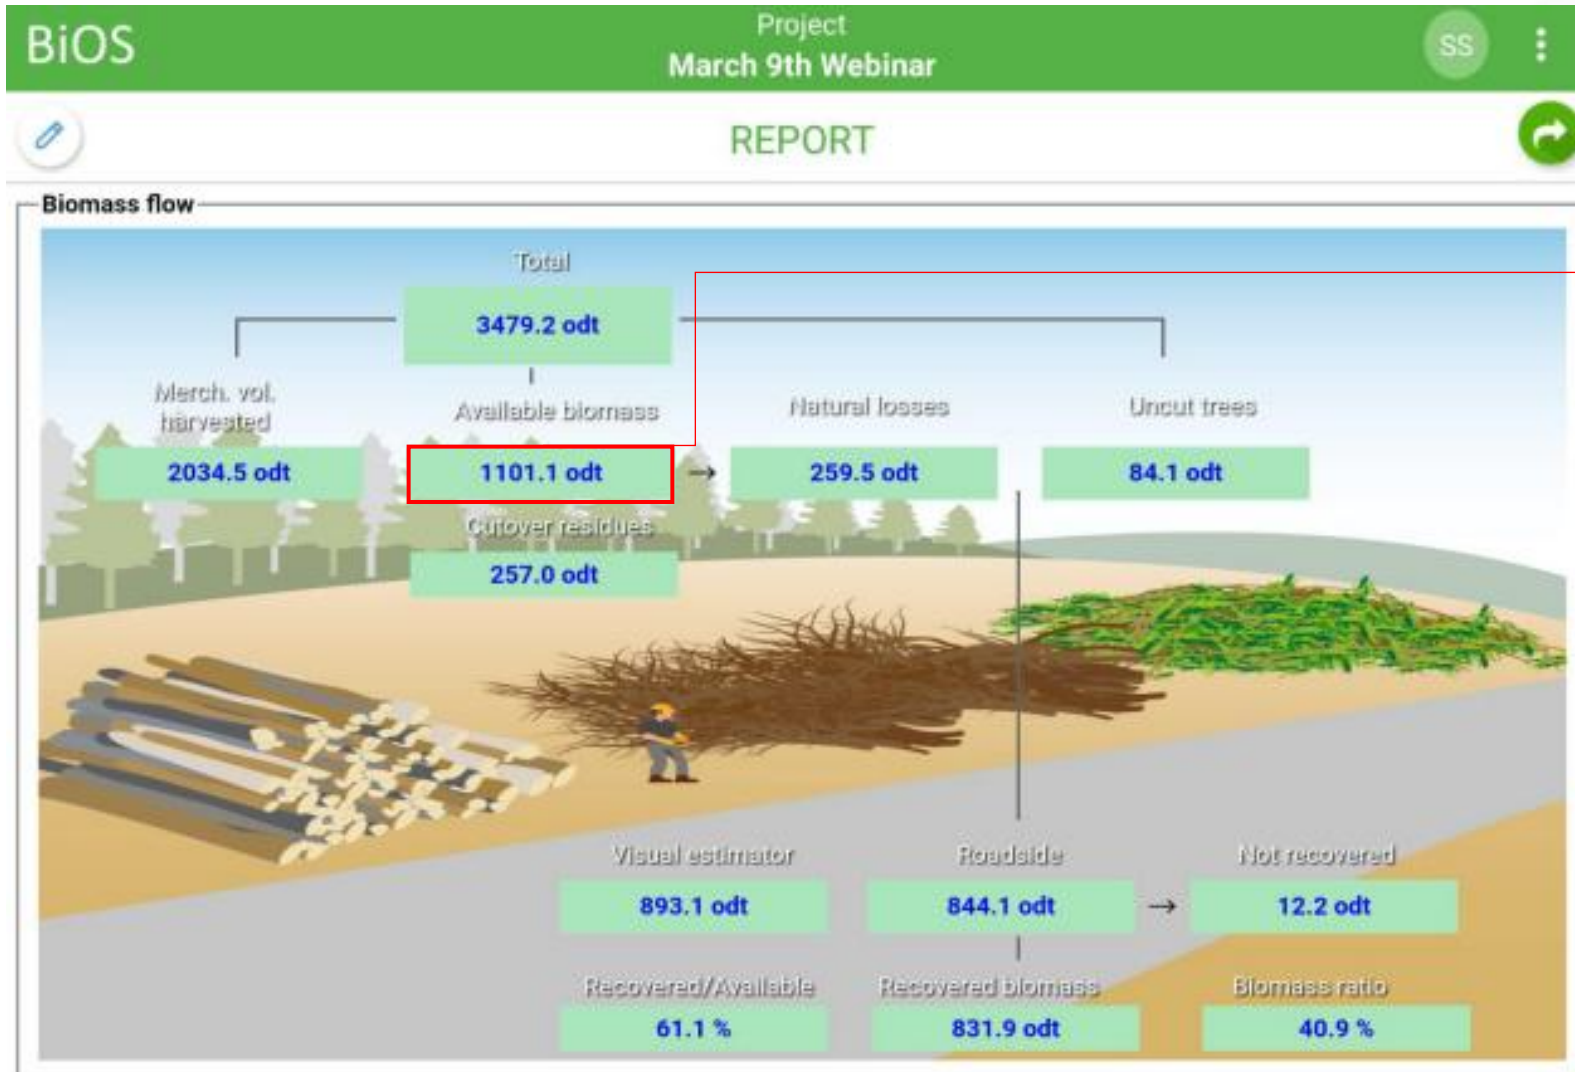 BiOS
Project
March 9th Webinar
SS
REPORT
Biomass flow
Total
3479.2 odt
Merch. vol.
harvested
Available biomass
Natural losses
Uncut trees
2034.5 odt
1101.1 odt
259.5 odt
84.1 odt
Cutover residues
257.0 odt
Visual estimator
Roadside
Not recovered
893.1 odt
844.1 odt
12.2 odt
Recovered/Available
Recovered biomass
Biomass ratio
61.1 %
831.9 odt
40.9 %